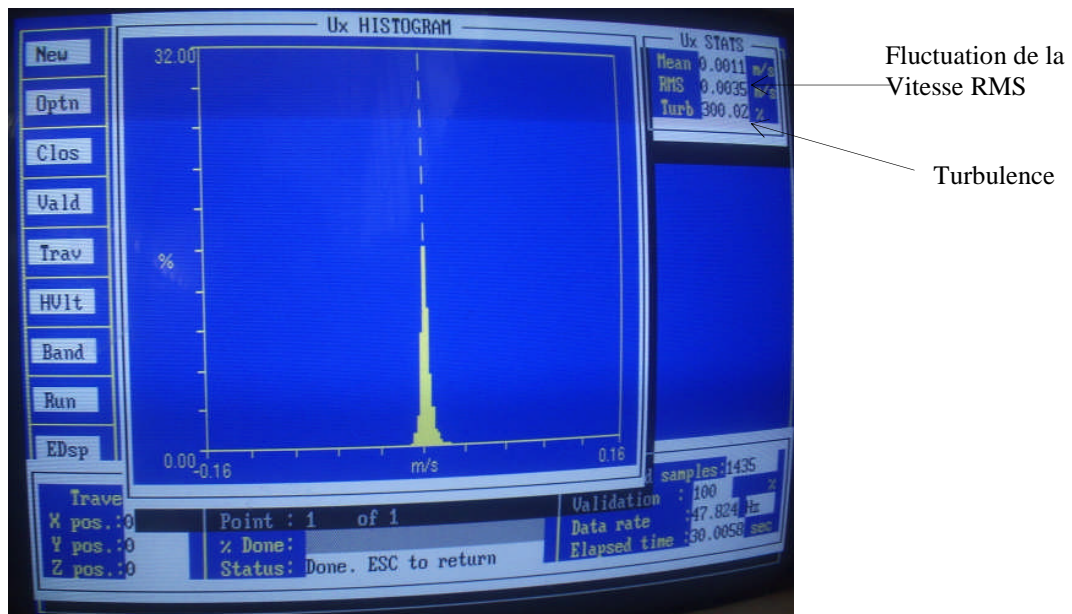 Ux HISTOGRAM
New
Optn
Clos
Vald
Trav
HVlt
Band
Run
EDsp
32.00
%
0.00
-0.16
m/s
0.16
Ux STATS
Mean 0.0011 m/s
RMS 0.0035 m/s
Turb 300.02 %
Fluctuation de la
Vitesse RMS
Turbulence
Trave
X pos.:0
Y pos.:0
Z pos.:0
Point : 1 of 1
% Done:
Status: Done. ESC to return
d samples:1435
Validation : 100 %
Data rate :47.824 Hz
Elapsed time :30.0058 sec